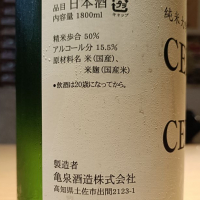 品目 日本酒
内容量 1800ml
精米歩合 50%
アルコール分 15.5%
原材料名 米(国産)、
米麹(国産米)
•飲酒は20歳になってから。
製造者
亀泉酒造株式会社
高知県土佐市出間2123-1
純米
CE
CE